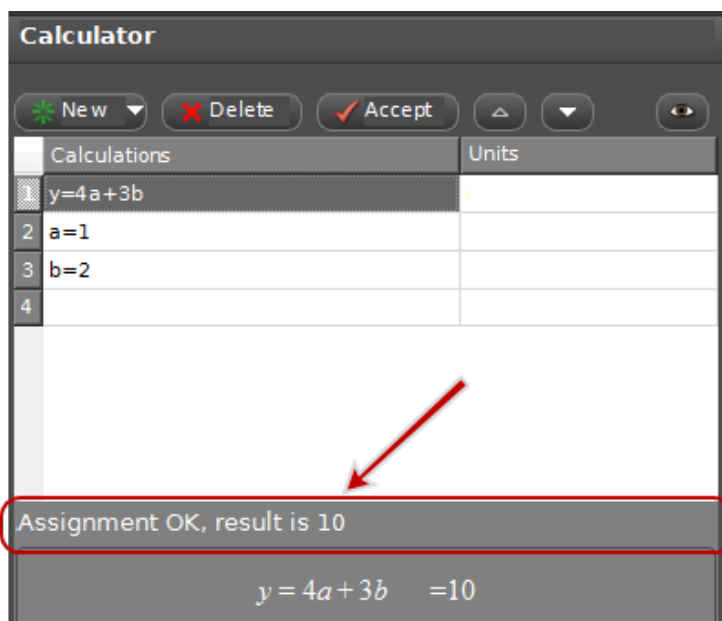 Calculator
New Delete Accept
Calculations Units
1 y=4a+3b
2 a=1
3 b=2
4
Assignment OK, result is 10
y = 4a + 3b =10